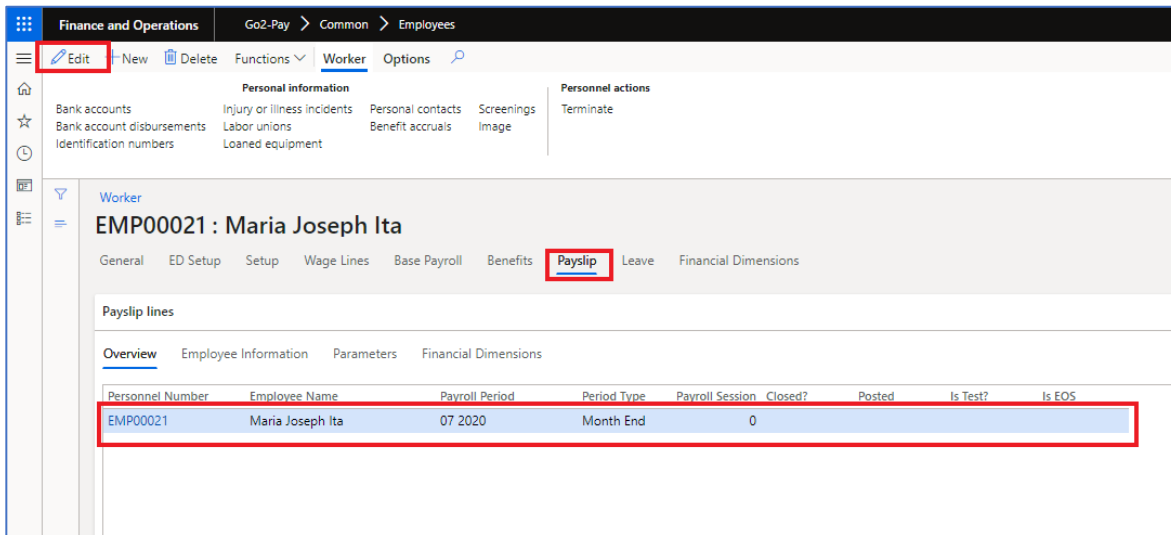 Finance and Operations Go2-Pay > Common > Employees
Edit + New Delete Functions Worker Options
Personal information Personnel actions
Bank accounts Injury or illness incidents Personal contacts Screenings Terminate
Bank account disbursements Labor unions Benefit accruals Image
Identification numbers Loaned equipment
Worker
EMP00021 : Maria Joseph Ita
General ED Setup Setup Wage Lines Base Payroll Benefits Payslip Leave Financial Dimensions
Payslip lines
Overview Employee Information Parameters Financial Dimensions
Personnel Number Employee Name Payroll Period Period Type Payroll Session Closed? Posted Is Test? Is EOS
EMP00021 Maria Joseph Ita 07 2020 Month End 0